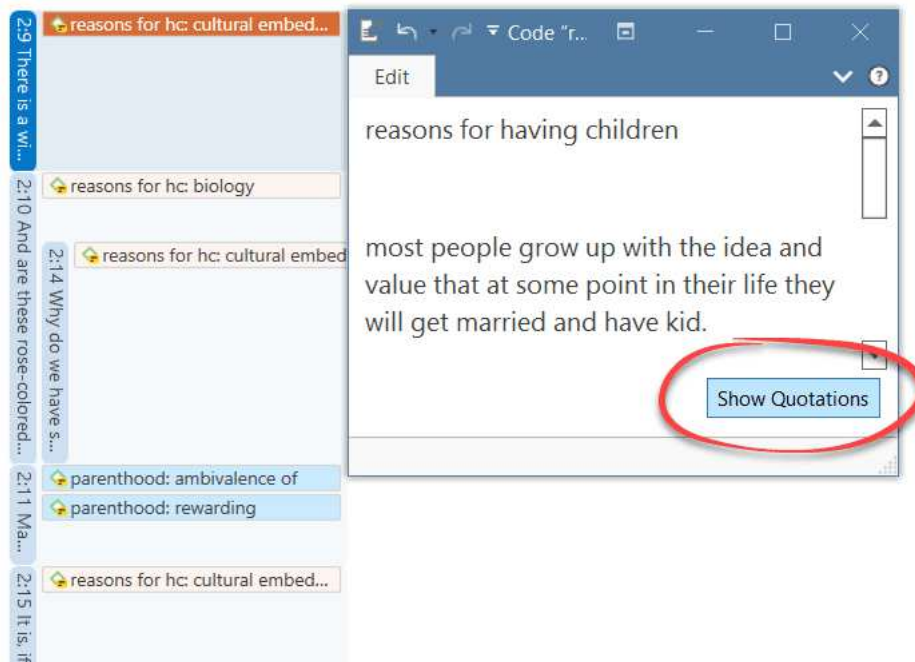 2:9 There is a wi...
reasons for hc: cultural embed...
2:10 And are these rose-colored...
reasons for hc: biology
2:14 Why do we have s...
reasons for hc: cultural embed
2:11 Ma...
parenthood: ambivalence of
parenthood: rewarding
2:15 It is, if
reasons for hc: cultural embed...
Code "r...
Edit
?
reasons for having children
most people grow up with the idea and
value that at some point in their life they
will get married and have kid.
Show Quotations